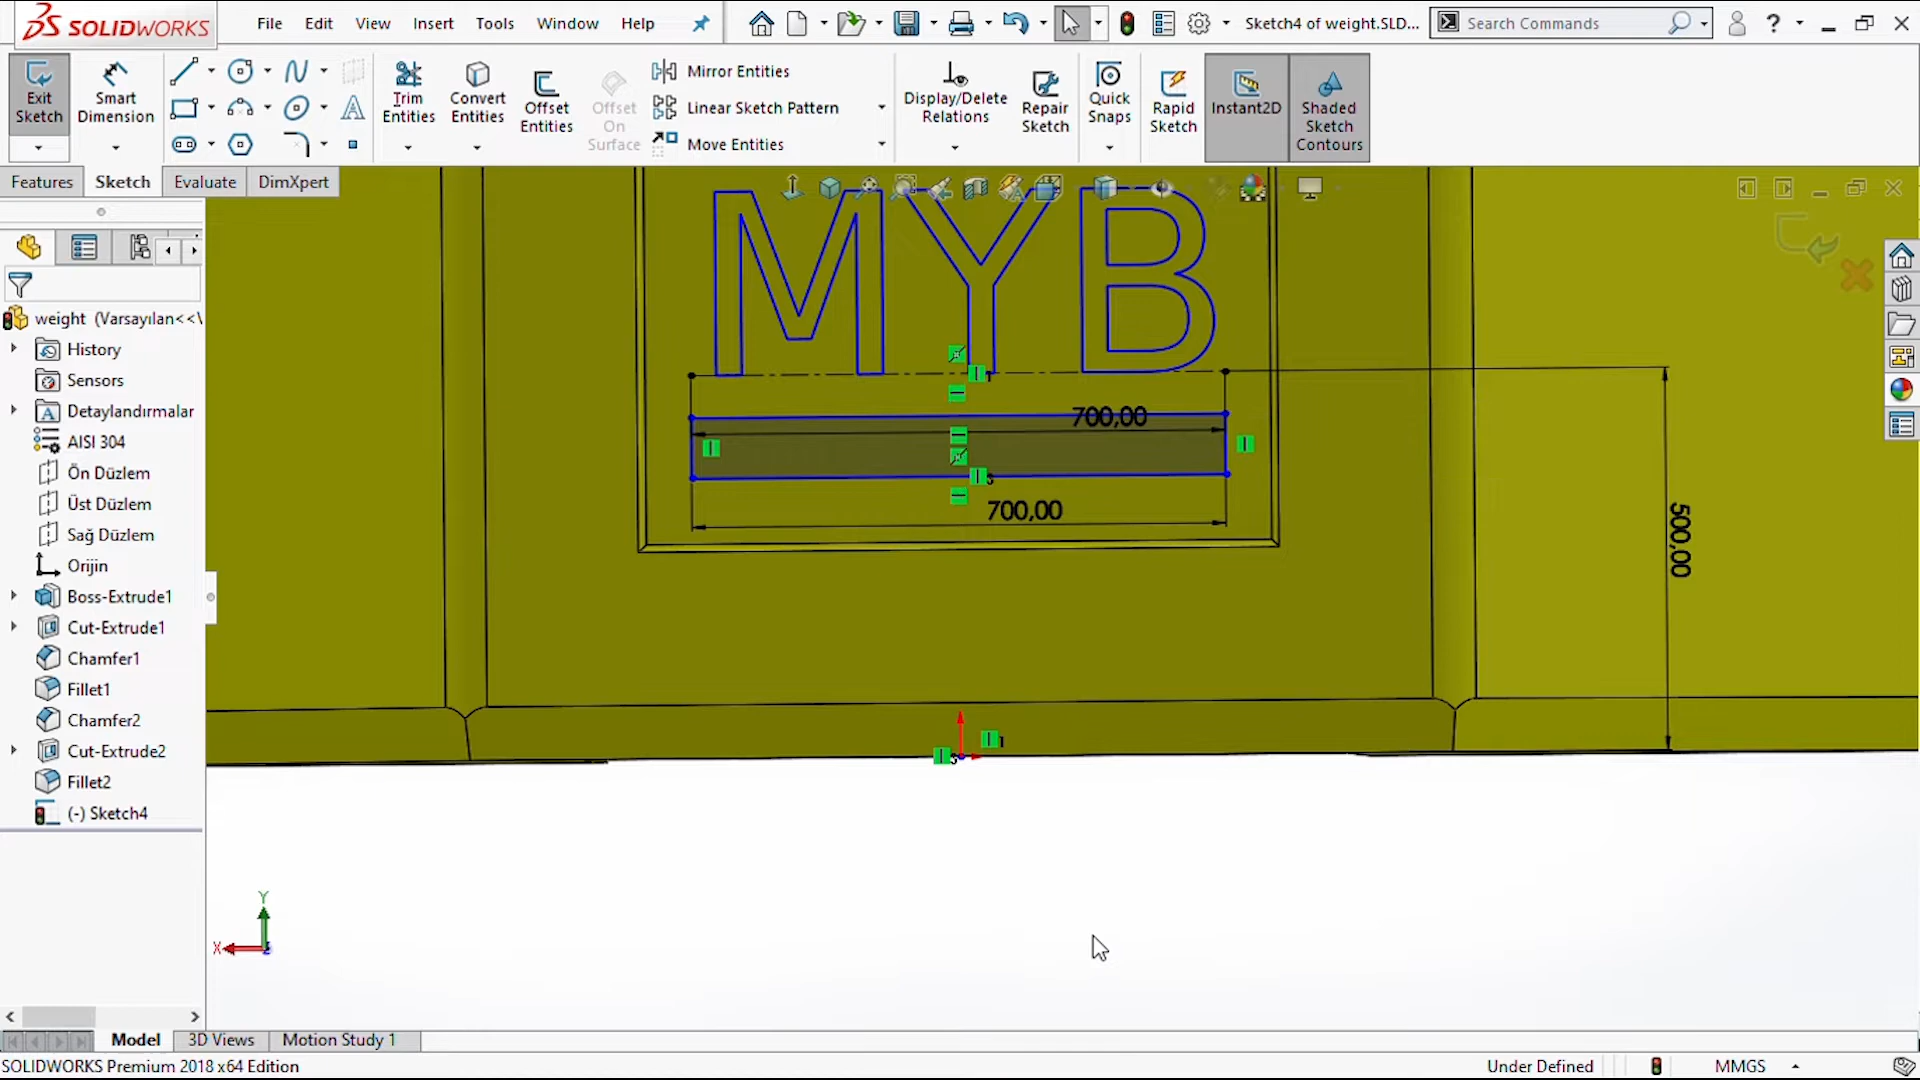 SOLIDWORKS
File Edit View Insert Tools Window Help
Sketch4 of weight.SLD...
Search Commands
Exit Sketch
Smart Dimension
Trim Entities
Convert Entities
Offset Entities
Offset On Surface
Mirror Entities
Linear Sketch Pattern
Move Entities
Display/Delete Relations
Repair Sketch
Quick Snaps
Rapid Sketch
Instant2D
Shaded Sketch Contours
Features Sketch Evaluate DimXpert
weight (Varsayılan<<V
History
Sensors
Detaylandırmalar
AISI 304
Ön Düzlem
Üst Düzlem
Sağ Düzlem
Orijin
Boss-Extrude1
Cut-Extrude1
Chamfer1
Fillet1
Chamfer2
Cut-Extrude2
Fillet2
(-) Sketch4
MYB
700,00
700,00
500,00
Y
X
Model 3D Views Motion Study 1
SOLIDWORKS Premium 2018 x64 Edition
Under Defined
MMGS